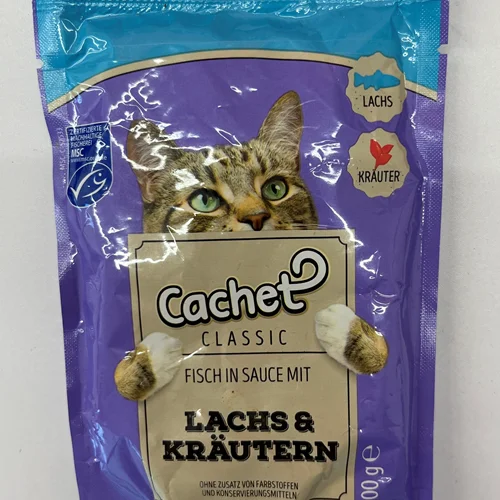 LACHS
KRÄUTER
ZERTIFIZIERTE
NACHHALTIGE
FISCHEREI
MSC
Cachet
CLASSIC
FISCH IN SAUCE MIT
LACHS &
KRÄUTERN
OHNE ZUSATZ VON FARBSTOFFEN
UND KONSERVIERUNGSMITTELN
00g e